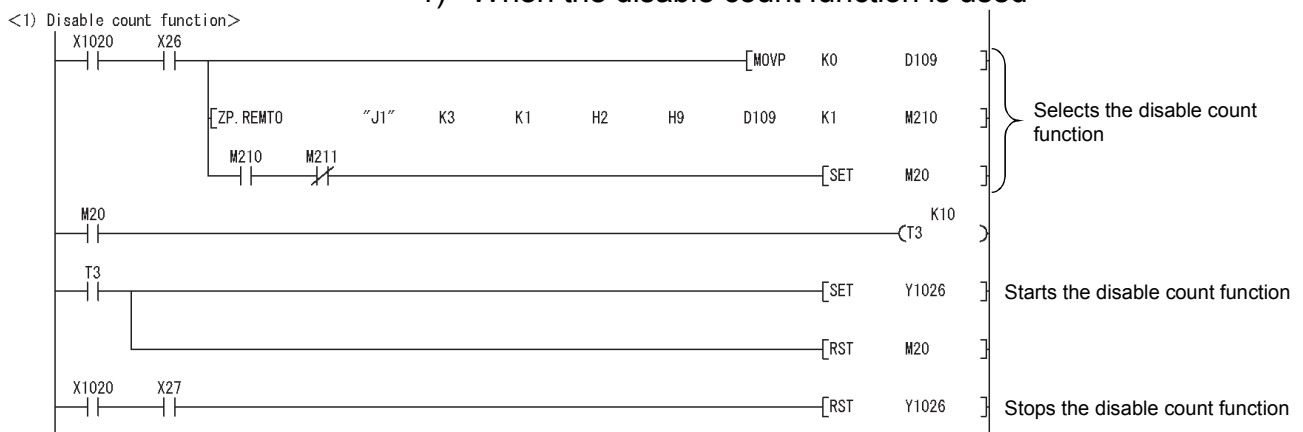 1) When the disable count function is used
<1) Disable count function>
X1020 X26
[MOVP K0 D109 ]
[ZP.REMTO "J1" K3 K1 H2 H9 D109 K1 M210 ]
Selects the disable count
function
M210 M211
[SET M20 ]
M20 K10
(T3 )
T3
[SET Y1026 ] Starts the disable count function
[RST M20 ]
X1020 X27
[RST Y1026 ] Stops the disable count function